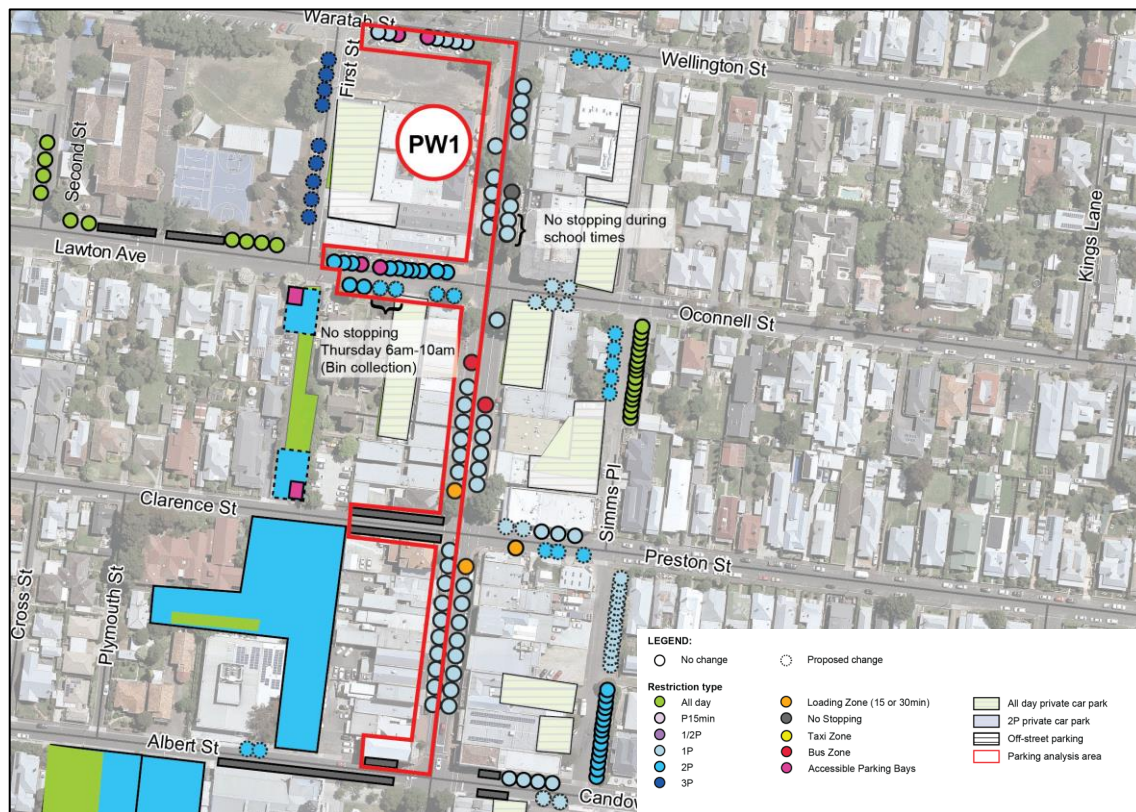 Waratah St
Wellington St
First St
PW1
Second St
Kings Lane
No stopping during
school times
Lawton Ave
Oconnell St
No stopping
Thursday 6am-10am
(Bin collection)
Clarence St
Simms Pl
Preston St
Cross St
Plymouth St
Albert St
Candov
LEGEND:
No change
Proposed change
Restriction type
All day
P15min
1/2P
1P
2P
3P
Loading Zone (15 or 30min)
No Stopping
Taxi Zone
Bus Zone
Accessible Parking Bays
All day private car park
2P private car park
Off-street parking
Parking analysis area